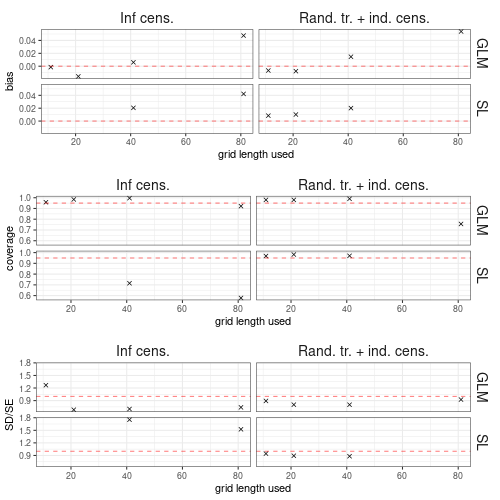 Inf cens. Rand. tr. + ind. cens.
0.04
0.02
0.00
GLM
bias
0.04
0.02
0.00
SL
20 40 60 80 20 40 60 80
grid length used
Inf cens. Rand. tr. + ind. cens.
1.0
0.9
0.8
0.7
0.6
GLM
coverage
1.0
0.9
0.8
0.7
0.6
SL
20 40 60 80 20 40 60 80
grid length used
Inf cens. Rand. tr. + ind. cens.
1.8
1.5
1.2
0.9
GLM
SD/SE
1.8
1.5
1.2
0.9
SL
20 40 60 80 20 40 60 80
grid length used